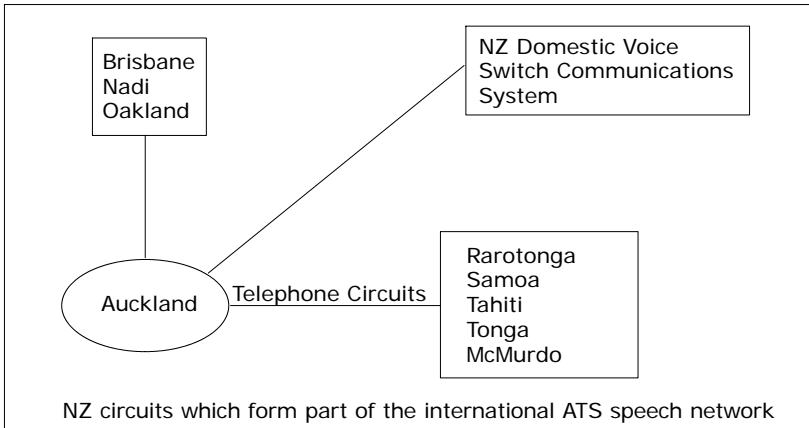 Brisbane
Nadi
Oakland
NZ Domestic Voice
Switch Communications
System
Auckland
Telephone Circuits
Rarotonga
Samoa
Tahiti
Tonga
McMurdo
NZ circuits which form part of the international ATS speech network